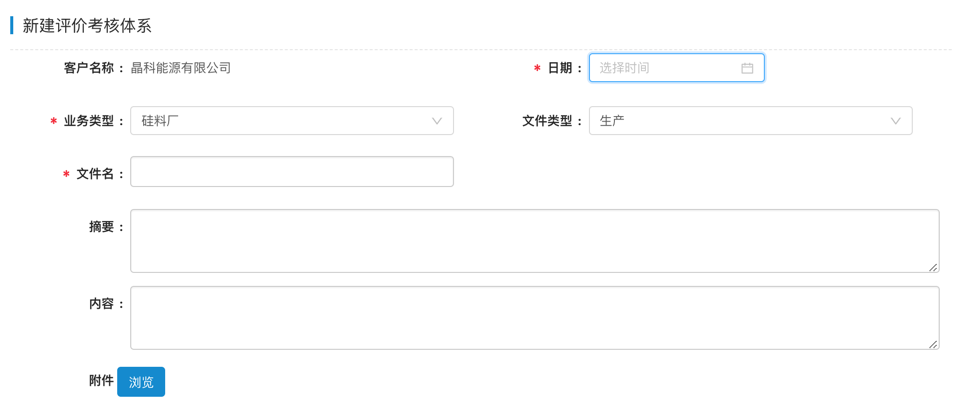 新建评价考核体系
客户名称： 晶科能源有限公司 * 日期： 选择时间
* 业务类型： 硅料厂 文件类型： 生产
* 文件名：
摘要：
内容：
附件 浏览